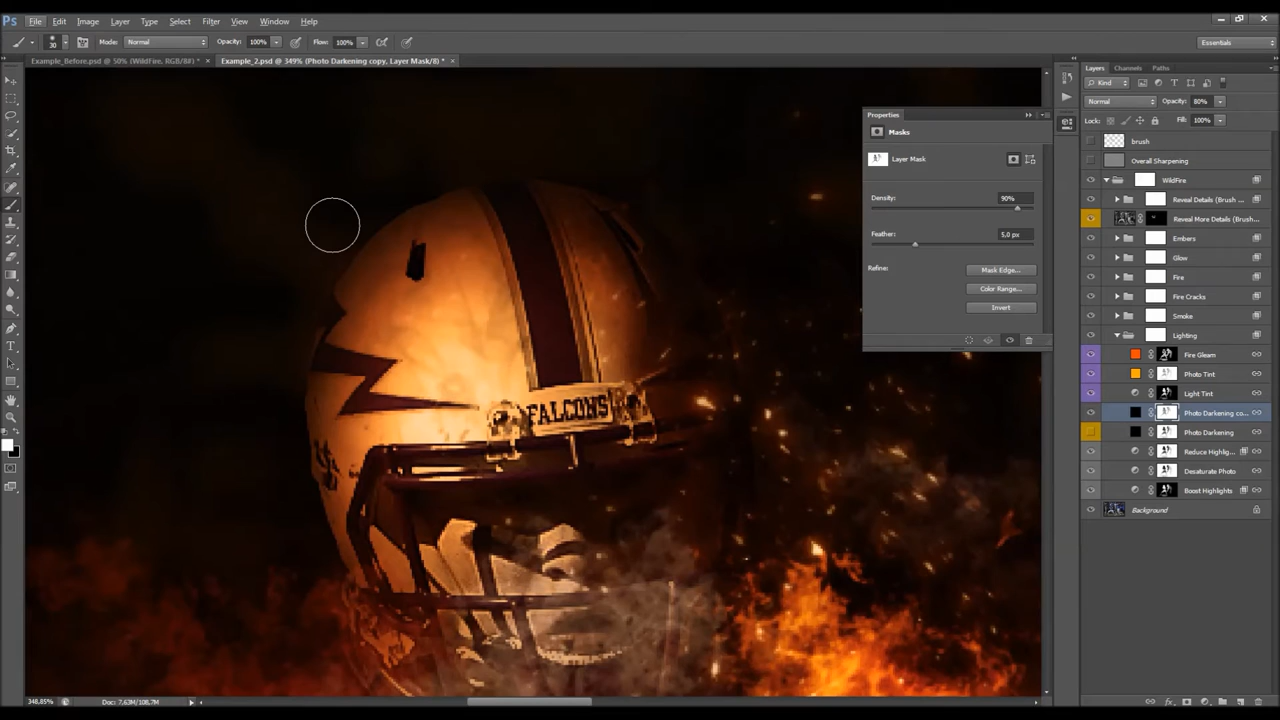 Ps File Edit Image Layer Type Select Filter View Window Help
30 Mode: Normal Opacity: 100% Flow: 100% Essentials
Example_Before.psd @ 50% (WildFire, RGB/8#) * × Example_2.psd @ 349% (Photo Darkening copy, Layer Mask/8) * ×
Layers Channels Paths
Kind
Normal Opacity: 80%
Lock: Fill: 100%
brush
Overall Sharpening
WildFire
Reveal Details (Brush ...
Reveal More Details (Brush...
Embers
Glow
Fire
Fire Cracks
Smoke
Lighting
Fire Gleam
Photo Tint
Light Tint
Photo Darkening co...
Photo Darkening
Reduce Highlig...
Desaturate Photo
Boost Highlights
Background
Properties
Masks
Layer Mask
Density: 90%
Feather: 5,0 px
Refine: Mask Edge...
Color Range...
Invert
FALCONS
348,85% Doc: 7,63M/108,7M